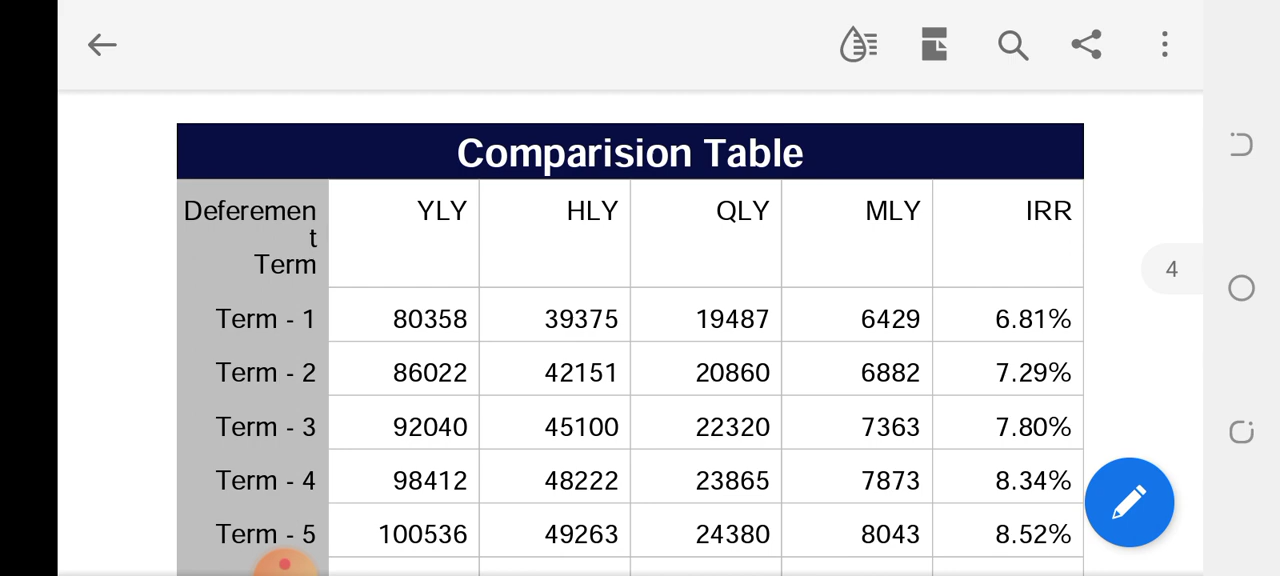 Comparision Table
Deferemen
t
Term YLY HLY QLY MLY IRR
Term - 1 80358 39375 19487 6429 6.81%
Term - 2 86022 42151 20860 6882 7.29%
Term - 3 92040 45100 22320 7363 7.80%
Term - 4 98412 48222 23865 7873 8.34%
Term - 5 100536 49263 24380 8043 8.52%
4